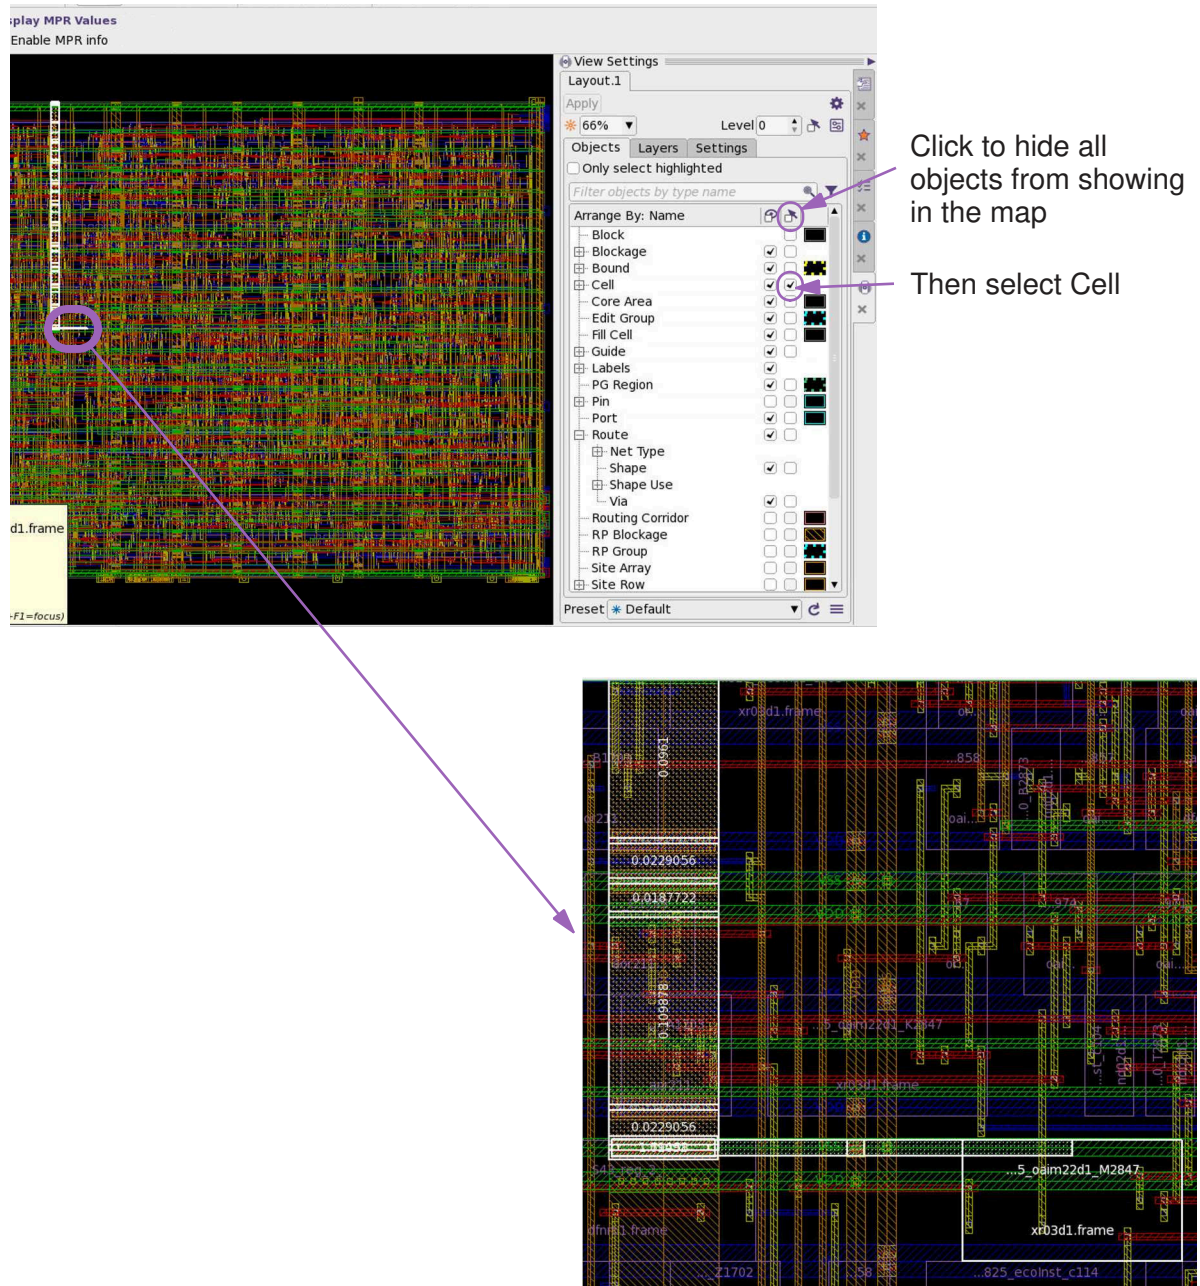 splay MPR Values
Enable MPR info
View Settings
Layout.1
Apply
66%
Level 0
Objects Layers Settings
Only select highlighted
Filter objects by type name
Arrange By: Name
Block
Blockage
Bound
Cell
Core Area
Edit Group
Fill Cell
Guide
Labels
PG Region
Pin
Port
Route
Net Type
Shape
Shape Use
Via
Routing Corridor
RP Blockage
RP Group
Site Array
Site Row
Preset Default
Click to hide all
objects from showing
in the map
Then select Cell
d1.frame
+F1=focus)
xr03d1.frame
0.0961
...858
0.0229056
0.0187722
974
0.109878
...5_oaim22d1_K2847
xr03d1.frame
0.0229056
...5_oaim22d1_M2847
xr03d1.frame
..._Z1702
...58
...825_ecoInst_c114